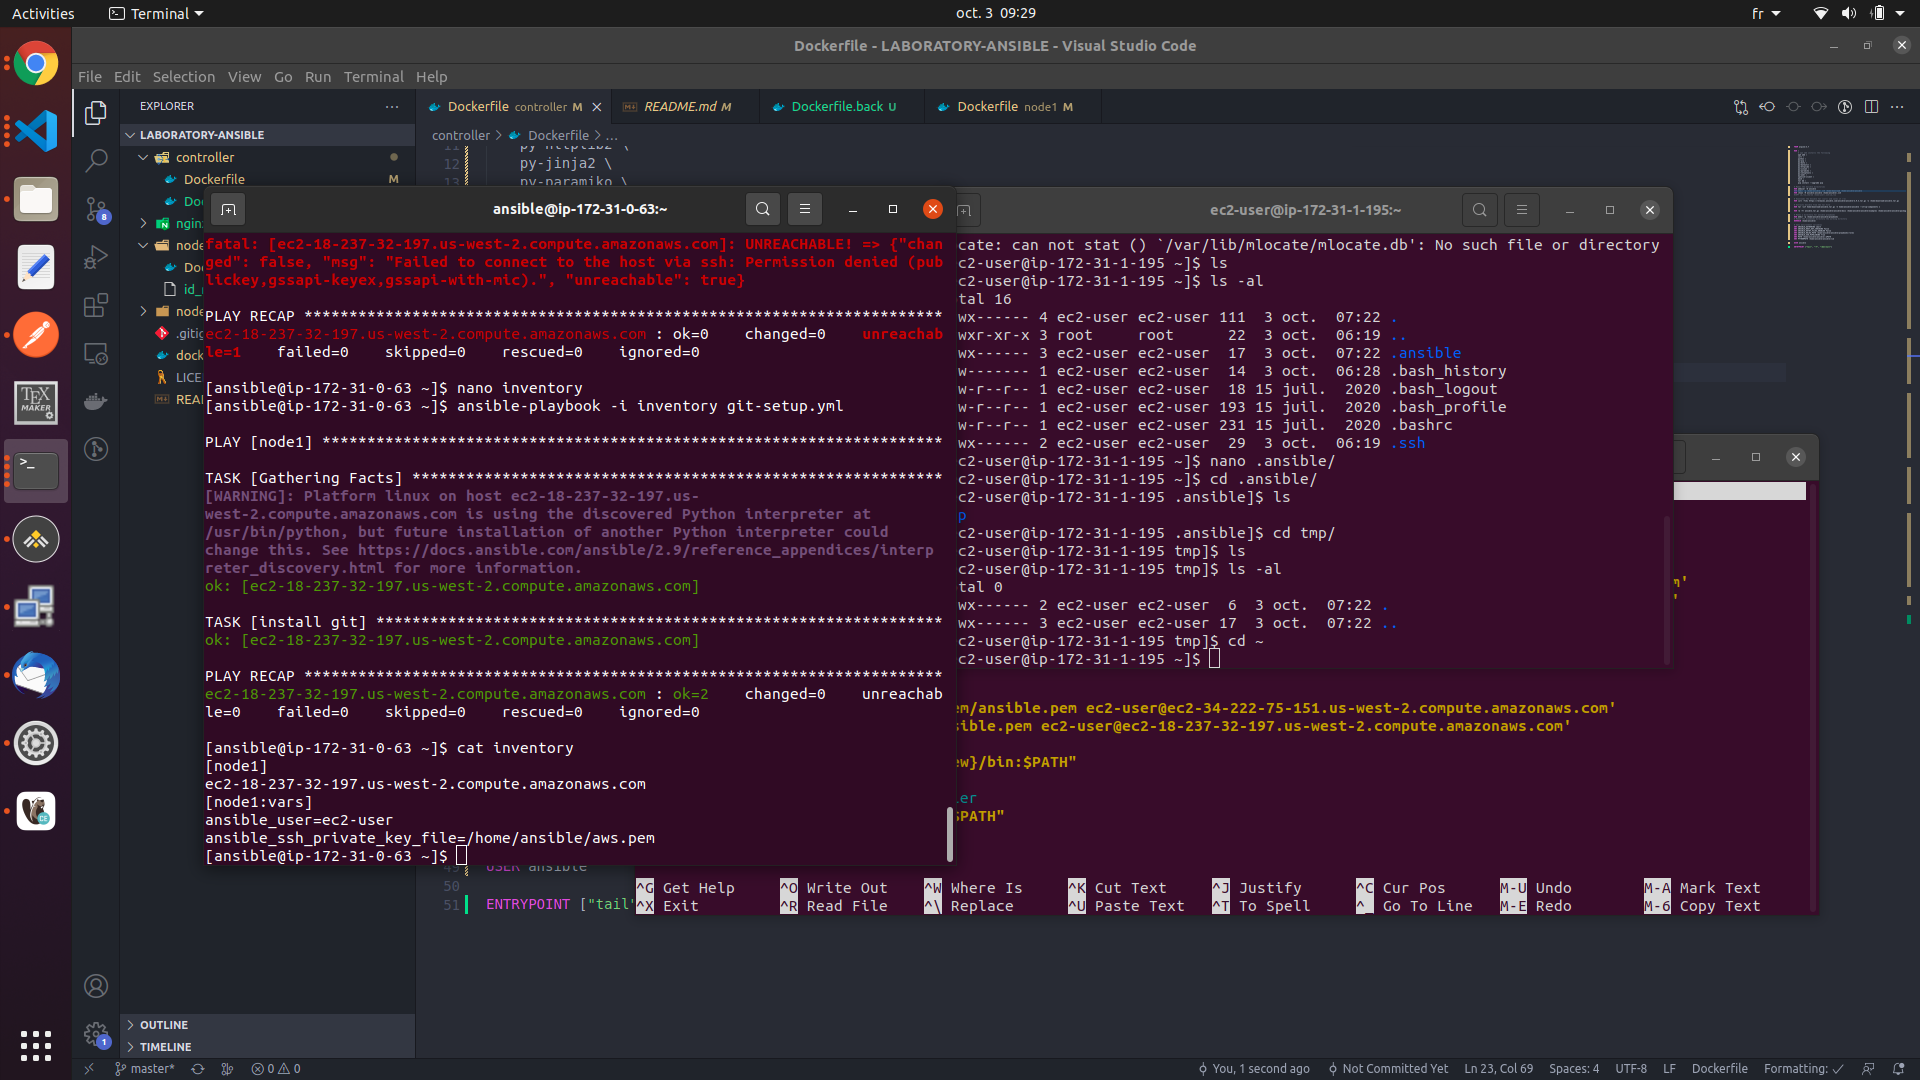 Activities
Terminal
oct. 3 09:29
fr
Dockerfile - LABORATORY-ANSIBLE - Visual Studio Code
File Edit Selection View Go Run Terminal Help
EXPLORER
LABORATORY-ANSIBLE
controller
Dockerfile
M
OUTLINE
TIMELINE
Dockerfile controller M
README.md M
Dockerfile.back U
Dockerfile node1 M
controller > Dockerfile > ...
12 py-jinja2 \
13 py-paramiko \
50
51 ENTRYPOINT ["tail"
ansible@ip-172-31-0-63:~
fatal: [ec2-18-237-32-197.us-west-2.compute.amazonaws.com]: UNREACHABLE! => {"chan
ged": false, "msg": "Failed to connect to the host via ssh: Permission denied (pub
lickey,gssapi-keyex,gssapi-with-mic).", "unreachable": true}
PLAY RECAP ***********************************************************************
ec2-18-237-32-197.us-west-2.compute.amazonaws.com : ok=0    changed=0    unreachab
le=1    failed=0    skipped=0    rescued=0    ignored=0
[ansible@ip-172-31-0-63 ~]$ nano inventory
[ansible@ip-172-31-0-63 ~]$ ansible-playbook -i inventory git-setup.yml
PLAY [node1] *********************************************************************
TASK [Gathering Facts] ***********************************************************
[WARNING]: Platform linux on host ec2-18-237-32-197.us-
west-2.compute.amazonaws.com is using the discovered Python interpreter at
/usr/bin/python, but future installation of another Python interpreter could
change this. See https://docs.ansible.com/ansible/2.9/reference_appendices/interp
reter_discovery.html for more information.
ok: [ec2-18-237-32-197.us-west-2.compute.amazonaws.com]
TASK [install git] ***************************************************************
ok: [ec2-18-237-32-197.us-west-2.compute.amazonaws.com]
PLAY RECAP ***********************************************************************
ec2-18-237-32-197.us-west-2.compute.amazonaws.com : ok=2    changed=0    unreachab
le=0    failed=0    skipped=0    rescued=0    ignored=0
[ansible@ip-172-31-0-63 ~]$ cat inventory
[node1]
ec2-18-237-32-197.us-west-2.compute.amazonaws.com
[node1:vars]
ansible_user=ec2-user
ansible_ssh_private_key_file=/home/ansible/aws.pem
[ansible@ip-172-31-0-63 ~]$
USER ansible
ec2-user@ip-172-31-1-195:~
cate: can not stat () `/var/lib/mlocate/mlocate.db': No such file or directory
c2-user@ip-172-31-1-195 ~]$ ls
c2-user@ip-172-31-1-195 ~]$ ls -al
tal 16
wx------ 4 ec2-user ec2-user 111  3 oct.  07:22 .
wxr-xr-x 3 root     root      22  3 oct.  06:19 ..
wx------ 3 ec2-user ec2-user  17  3 oct.  07:22 .ansible
w------- 1 ec2-user ec2-user  14  3 oct.  06:28 .bash_history
w-r--r-- 1 ec2-user ec2-user  18 15 juil.  2020 .bash_logout
w-r--r-- 1 ec2-user ec2-user 193 15 juil.  2020 .bash_profile
w-r--r-- 1 ec2-user ec2-user 231 15 juil.  2020 .bashrc
wx------ 2 ec2-user ec2-user  29  3 oct.  06:19 .ssh
c2-user@ip-172-31-1-195 ~]$ nano .ansible/
c2-user@ip-172-31-1-195 ~]$ cd .ansible/
c2-user@ip-172-31-1-195 .ansible]$ ls
p
c2-user@ip-172-31-1-195 .ansible]$ cd tmp/
c2-user@ip-172-31-1-195 tmp]$ ls
c2-user@ip-172-31-1-195 tmp]$ ls -al
tal 0
wx------ 2 ec2-user ec2-user  6  3 oct.  07:22 .
wx------ 3 ec2-user ec2-user 17  3 oct.  07:22 ..
c2-user@ip-172-31-1-195 tmp]$ cd ~
c2-user@ip-172-31-1-195 ~]$
em/ansible.pem ec2-user@ec2-34-222-75-151.us-west-2.compute.amazonaws.com'
sible.pem ec2-user@ec2-18-237-32-197.us-west-2.compute.amazonaws.com'
ew}/bin:$PATH"
ler
$PATH"
^G Get Help ^O Write Out ^W Where Is ^K Cut Text ^J Justify ^C Cur Pos M-U Undo M-A Mark Text
^X Exit ^R Read File ^\ Replace ^U Paste Text ^T To Spell ^_ Go To Line M-E Redo M-6 Copy Text
master* 0 0
You, 1 second ago Not Committed Yet Ln 23, Col 69 Spaces: 4 UTF-8 LF Dockerfile Formatting: ✓